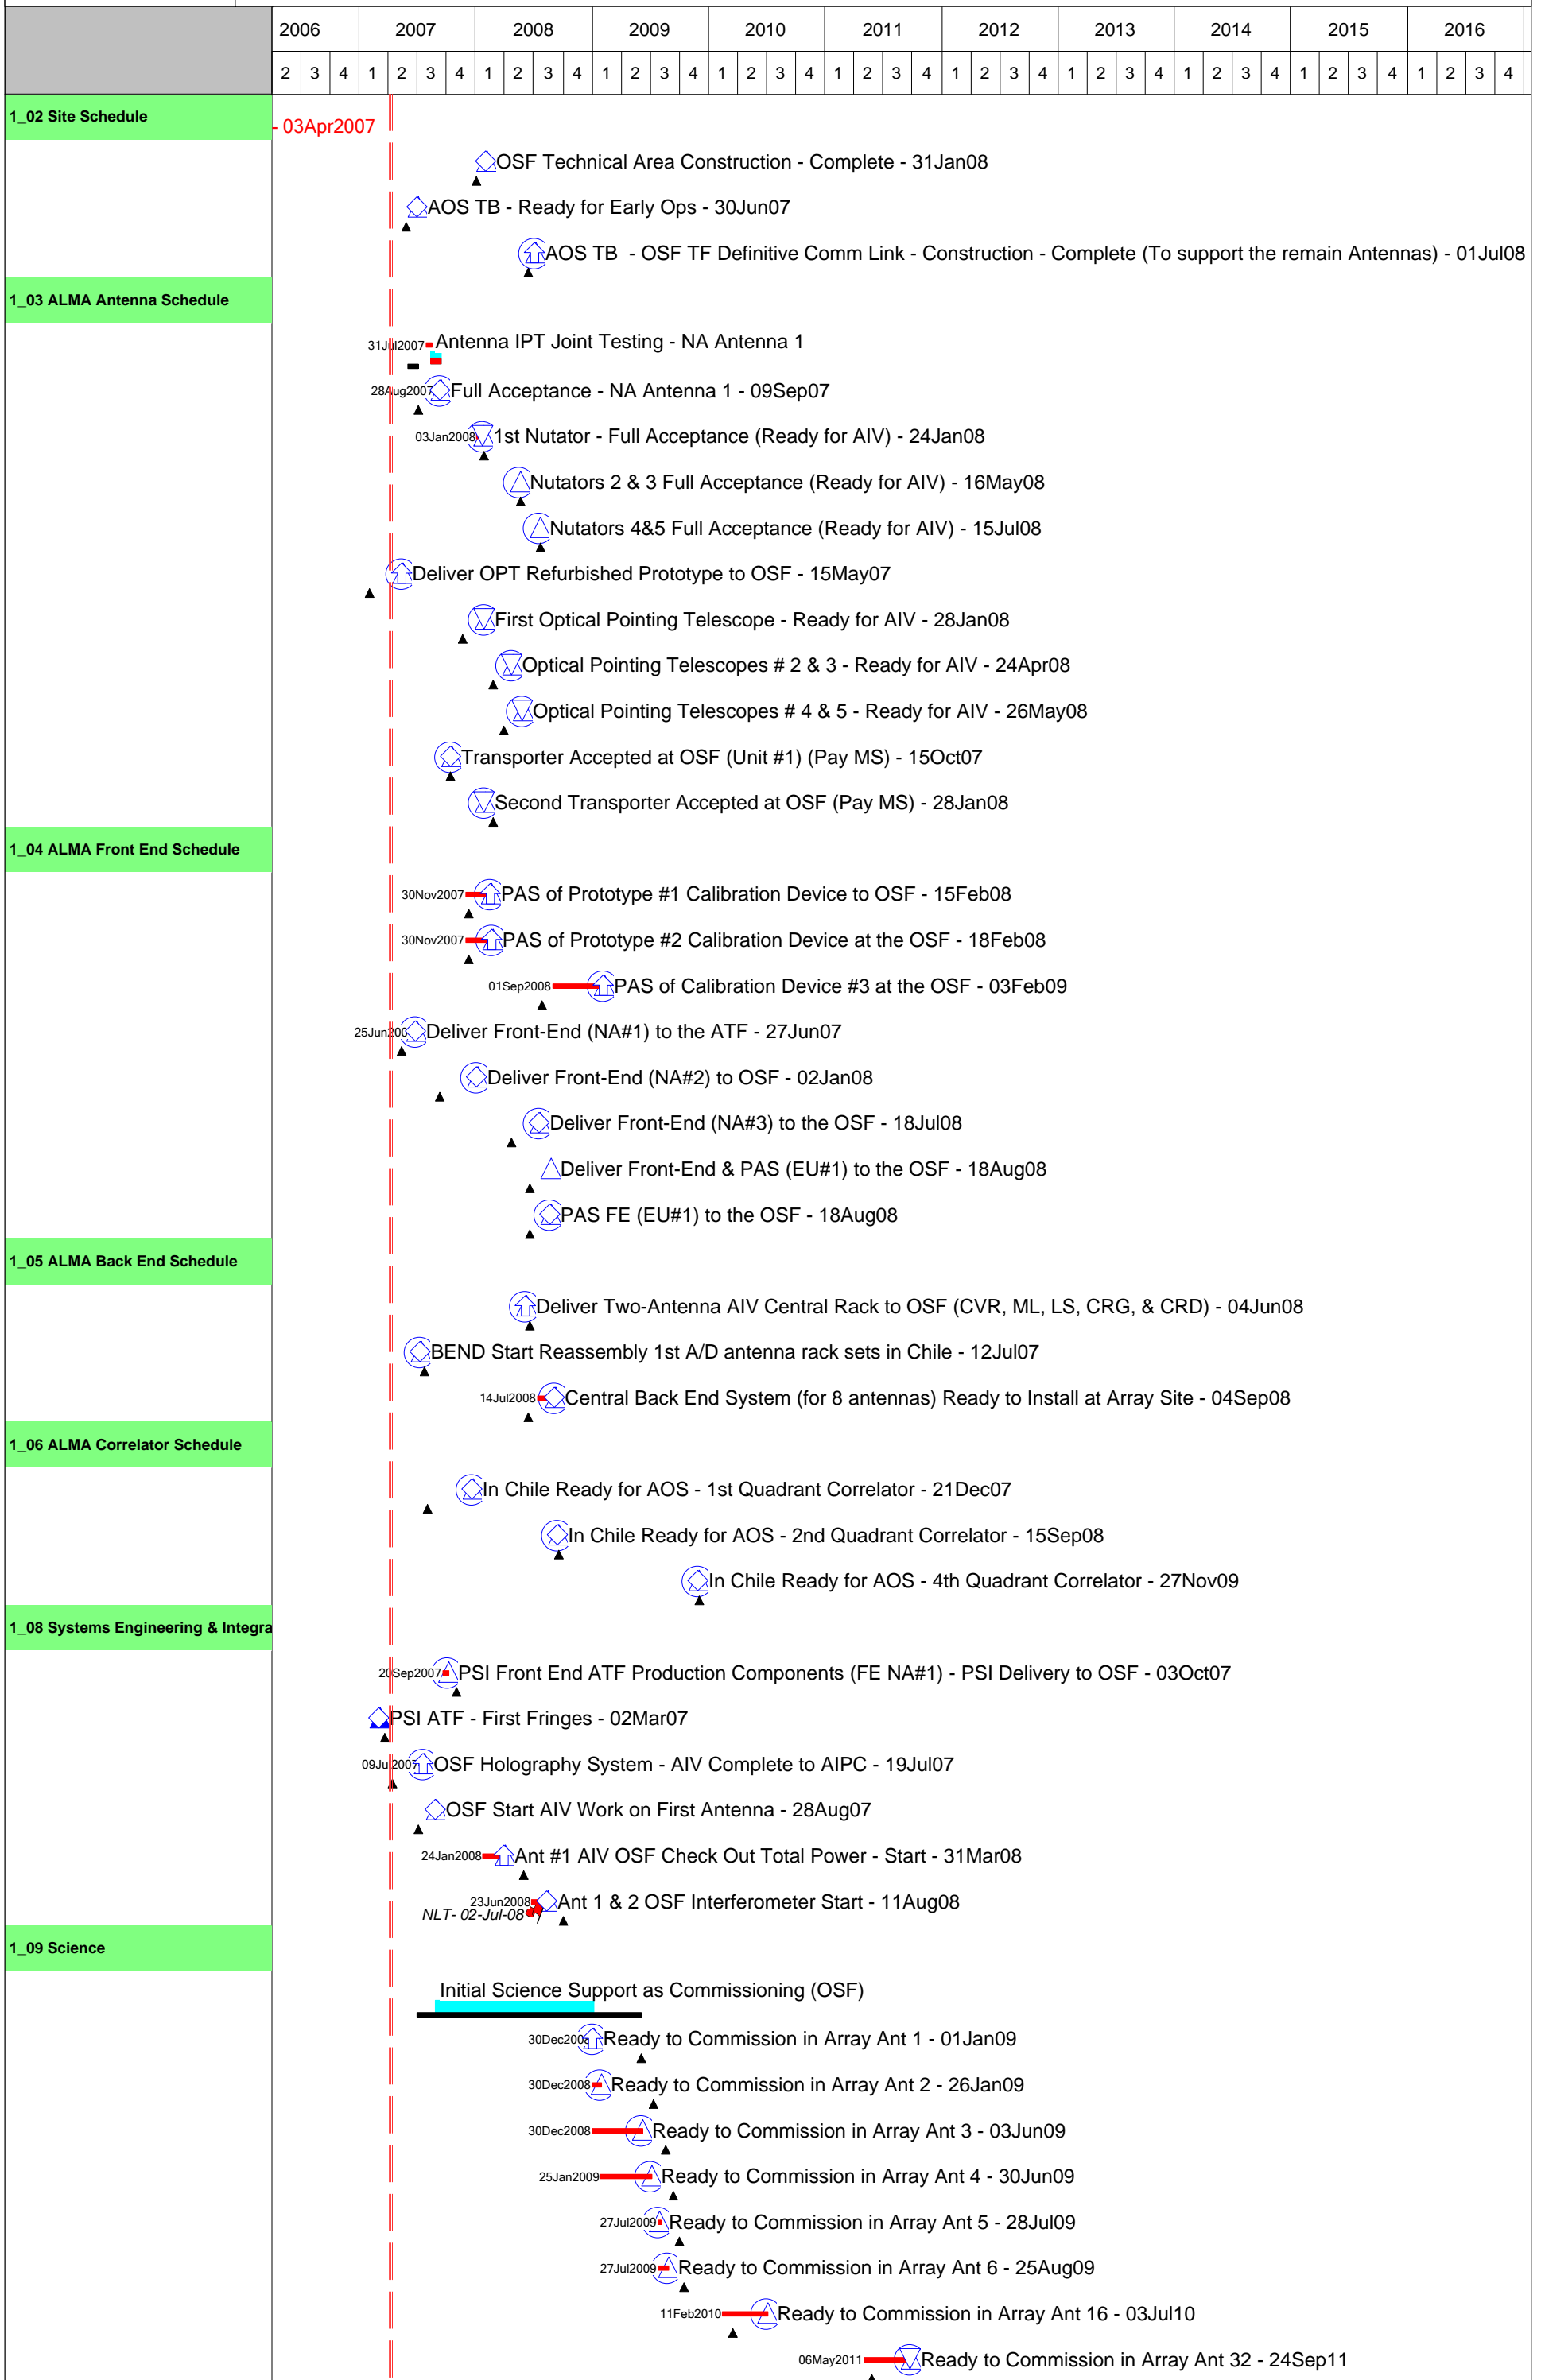 2006 2007 2008 2009 2010 2011 2012 2013 2014 2015 2016
2 3 4 1 2 3 4 1 2 3 4 1 2 3 4 1 2 3 4 1 2 3 4 1 2 3 4 1 2 3 4 1 2 3 4 1 2 3 4 1 2 3 4
1_02 Site Schedule
- 03Apr2007
OSF Technical Area Construction - Complete - 31Jan08
AOS TB - Ready for Early Ops - 30Jun07
AOS TB - OSF TF Definitive Comm Link - Construction - Complete (To support the remain Antennas) - 01Jul08
1_03 ALMA Antenna Schedule
31Jul2007 Antenna IPT Joint Testing - NA Antenna 1
28Aug2007 Full Acceptance - NA Antenna 1 - 09Sep07
03Jan2008 1st Nutator - Full Acceptance (Ready for AIV) - 24Jan08
Nutators 2 & 3 Full Acceptance (Ready for AIV) - 16May08
Nutators 4&5 Full Acceptance (Ready for AIV) - 15Jul08
Deliver OPT Refurbished Prototype to OSF - 15May07
First Optical Pointing Telescope - Ready for AIV - 28Jan08
Optical Pointing Telescopes # 2 & 3 - Ready for AIV - 24Apr08
Optical Pointing Telescopes # 4 & 5 - Ready for AIV - 26May08
Transporter Accepted at OSF (Unit #1) (Pay MS) - 15Oct07
Second Transporter Accepted at OSF (Pay MS) - 28Jan08
1_04 ALMA Front End Schedule
30Nov2007 PAS of Prototype #1 Calibration Device to OSF - 15Feb08
30Nov2007 PAS of Prototype #2 Calibration Device at the OSF - 18Feb08
01Sep2008 PAS of Calibration Device #3 at the OSF - 03Feb09
25Jun200 Deliver Front-End (NA#1) to the ATF - 27Jun07
Deliver Front-End (NA#2) to OSF - 02Jan08
Deliver Front-End (NA#3) to the OSF - 18Jul08
Deliver Front-End & PAS (EU#1) to the OSF - 18Aug08
PAS FE (EU#1) to the OSF - 18Aug08
1_05 ALMA Back End Schedule
Deliver Two-Antenna AIV Central Rack to OSF (CVR, ML, LS, CRG, & CRD) - 04Jun08
BEND Start Reassembly 1st A/D antenna rack sets in Chile - 12Jul07
14Jul2008 Central Back End System (for 8 antennas) Ready to Install at Array Site - 04Sep08
1_06 ALMA Correlator Schedule
In Chile Ready for AOS - 1st Quadrant Correlator - 21Dec07
In Chile Ready for AOS - 2nd Quadrant Correlator - 15Sep08
In Chile Ready for AOS - 4th Quadrant Correlator - 27Nov09
1_08 Systems Engineering & Integra
20Sep2007 PSI Front End ATF Production Components (FE NA#1) - PSI Delivery to OSF - 03Oct07
PSI ATF - First Fringes - 02Mar07
09Jul2007 OSF Holography System - AIV Complete to AIPC - 19Jul07
OSF Start AIV Work on First Antenna - 28Aug07
24Jan2008 Ant #1 AIV OSF Check Out Total Power - Start - 31Mar08
23Jun2008 Ant 1 & 2 OSF Interferometer Start - 11Aug08
NLT- 02-Jul-08
1_09 Science
Initial Science Support as Commissioning (OSF)
30Dec2008 Ready to Commission in Array Ant 1 - 01Jan09
30Dec2008 Ready to Commission in Array Ant 2 - 26Jan09
30Dec2008 Ready to Commission in Array Ant 3 - 03Jun09
25Jan2009 Ready to Commission in Array Ant 4 - 30Jun09
27Jul2009 Ready to Commission in Array Ant 5 - 28Jul09
27Jul2009 Ready to Commission in Array Ant 6 - 25Aug09
11Feb2010 Ready to Commission in Array Ant 16 - 03Jul10
06May2011 Ready to Commission in Array Ant 32 - 24Sep11